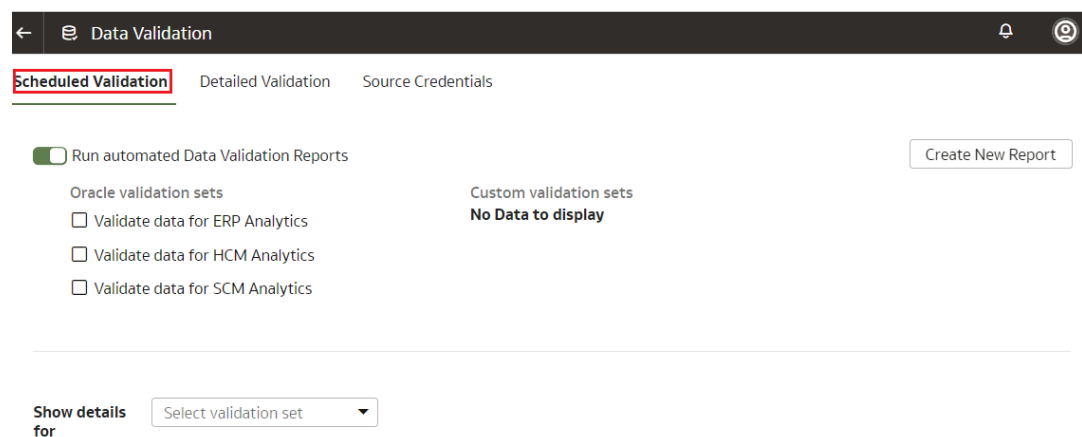 Data Validation
Scheduled Validation Detailed Validation Source Credentials
Run automated Data Validation Reports Create New Report
Oracle validation sets Custom validation sets
Validate data for ERP Analytics No Data to display
Validate data for HCM Analytics
Validate data for SCM Analytics
Show details Select validation set
for